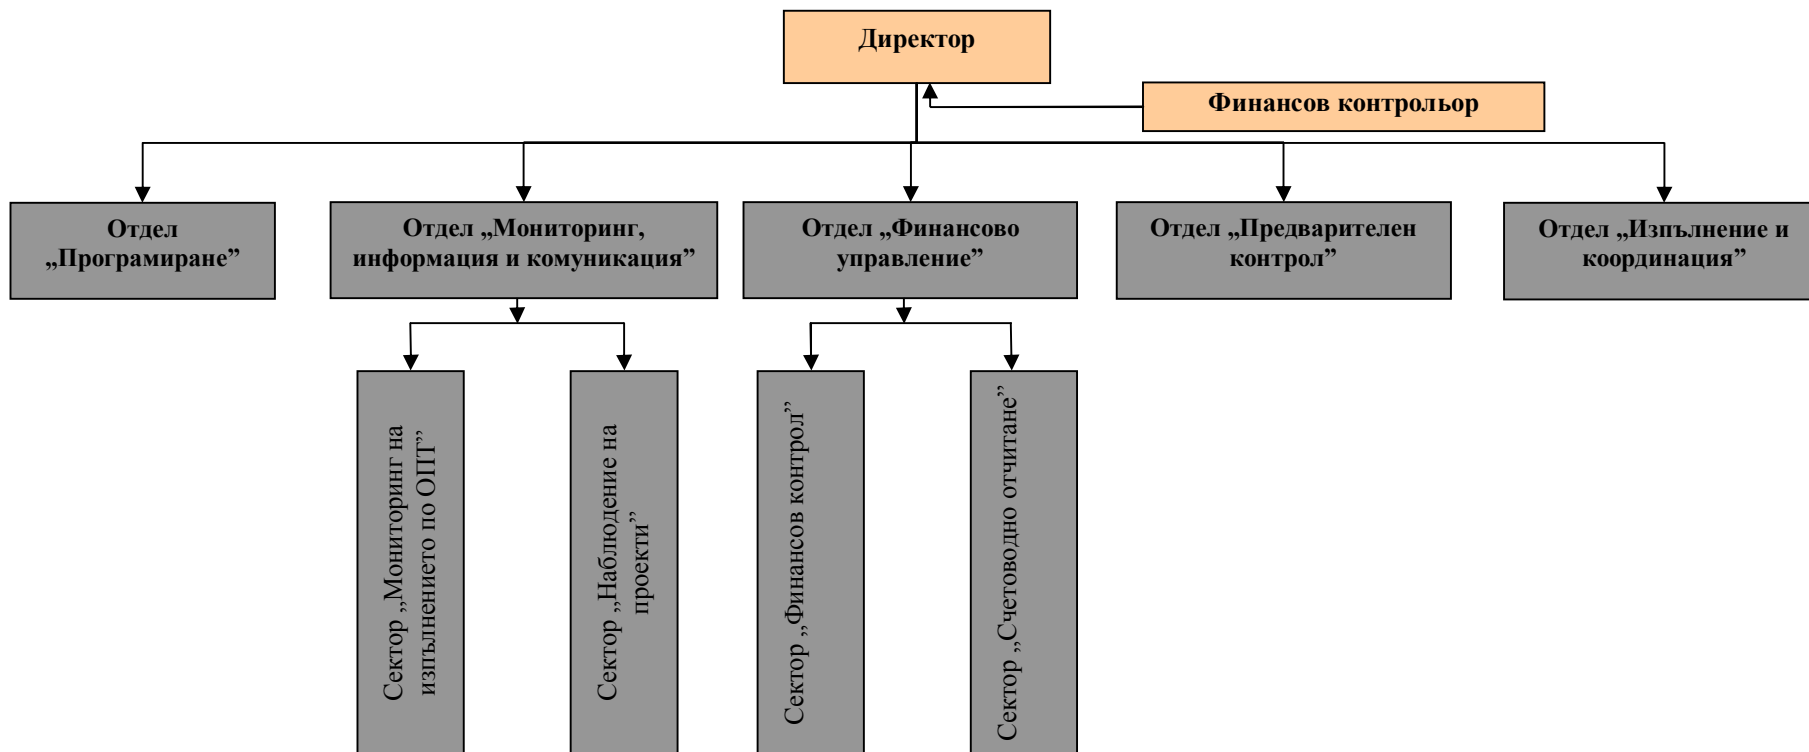 Директор
Финансов контрольор
Отдел
„Програмиране”
Отдел „Мониторинг,
информация и комуникация”
Отдел „Финансово
управление”
Отдел „Предварителен
контрол”
Отдел „Изпълнение и
координация”
Сектор „Мониторинг на
изпълнението по ОПТ”
Сектор „Наблюдение на
проекти”
Сектор „Финансов контрол”
Сектор „Счетоводно отчитане”